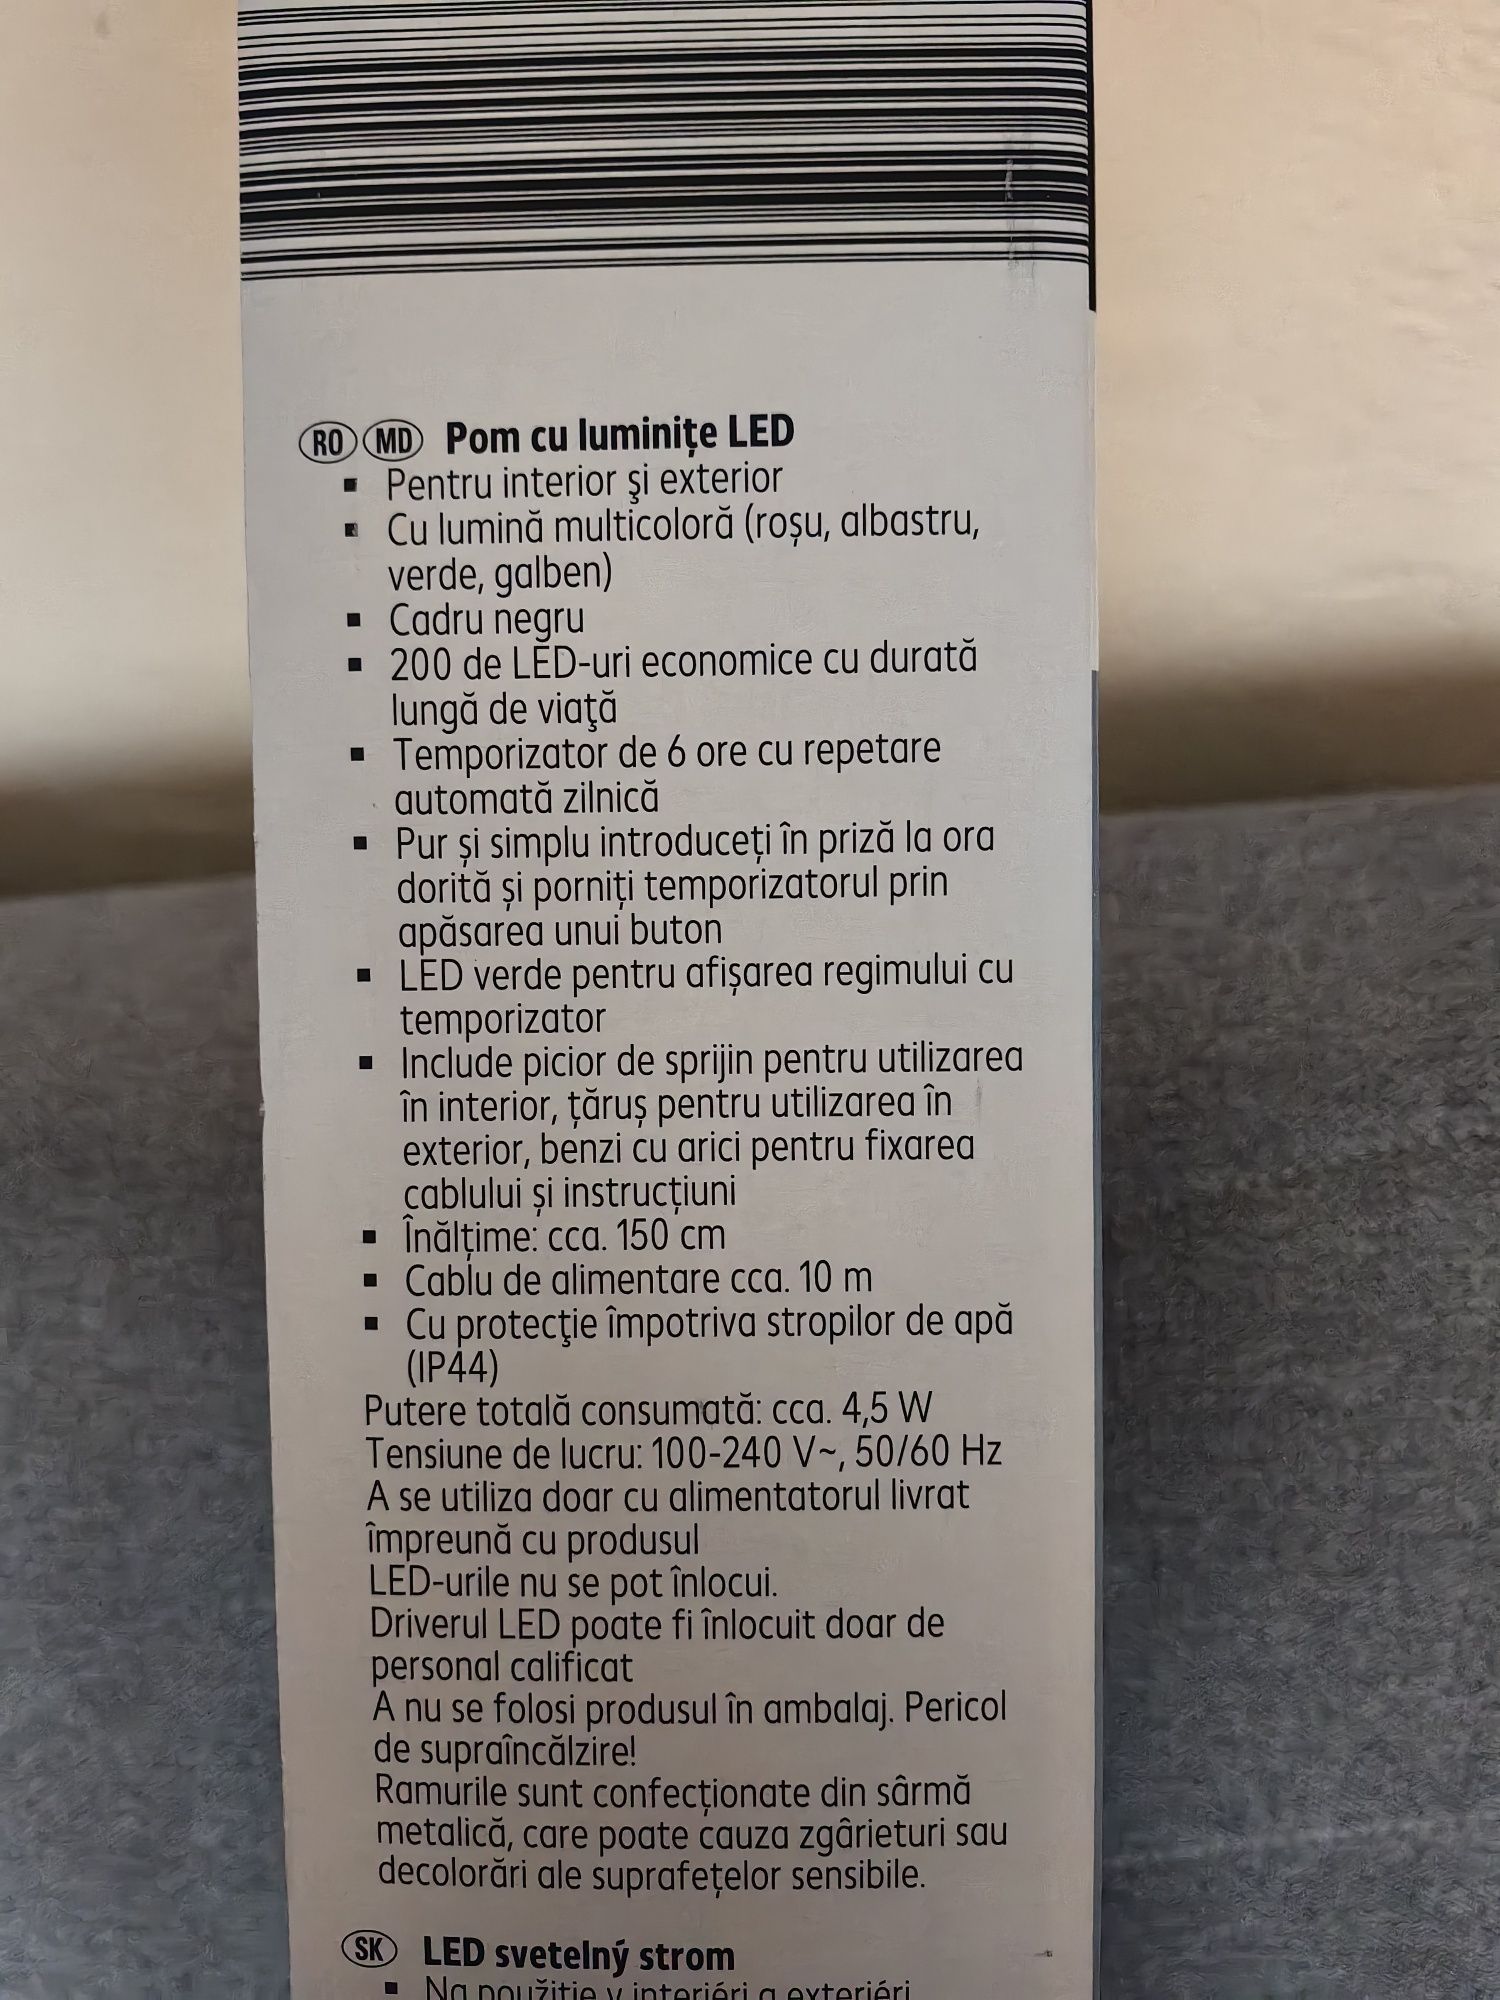 RO MD Pom cu luminițe LED
▪ Pentru interior şi exterior
▪ Cu lumină multicoloră (roșu, albastru,
verde, galben)
▪ Cadru negru
▪ 200 de LED-uri economice cu durată
lungă de viaţă
▪ Temporizator de 6 ore cu repetare
automată zilnică
▪ Pur și simplu introduceți în priză la ora
dorită și porniți temporizatorul prin
apăsarea unui buton
▪ LED verde pentru afișarea regimului cu
temporizator
▪ Include picior de sprijin pentru utilizarea
în interior, țăruș pentru utilizarea în
exterior, benzi cu arici pentru fixarea
cablului și instrucțiuni
▪ Înălțime: cca. 150 cm
▪ Cablu de alimentare cca. 10 m
▪ Cu protecţie împotriva stropilor de apă
(IP44)
Putere totală consumată: cca. 4,5 W
Tensiune de lucru: 100-240 V~, 50/60 Hz
A se utiliza doar cu alimentatorul livrat
împreună cu produsul
LED-urile nu se pot înlocui.
Driverul LED poate fi înlocuit doar de
personal calificat
A nu se folosi produsul în ambalaj. Pericol
de supraîncălzire!
Ramurile sunt confecționate din sârmă
metalică, care poate cauza zgârieturi sau
decolorări ale suprafețelor sensibile.
SK LED svetelný strom
▪ Na použitie v interiéri a exteriéri